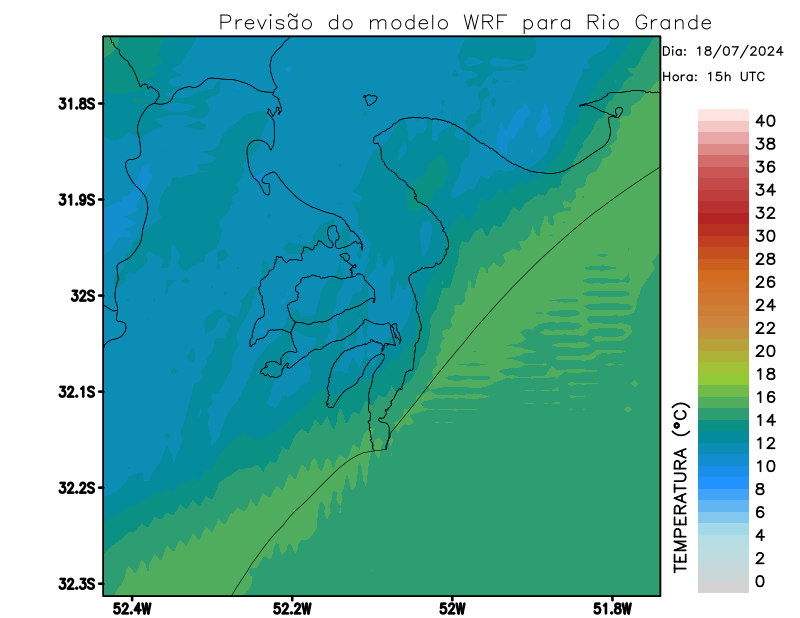 Previsão do modelo WRF para Rio Grande
Dia: 18/07/2024
Hora: 15h UTC
31.8S
31.9S
32S
32.1S
32.2S
32.3S
52.4W
52.2W
52W
51.8W
TEMPERATURA (°C)
40
38
36
34
32
30
28
26
24
22
20
18
16
14
12
10
8
6
4
2
0